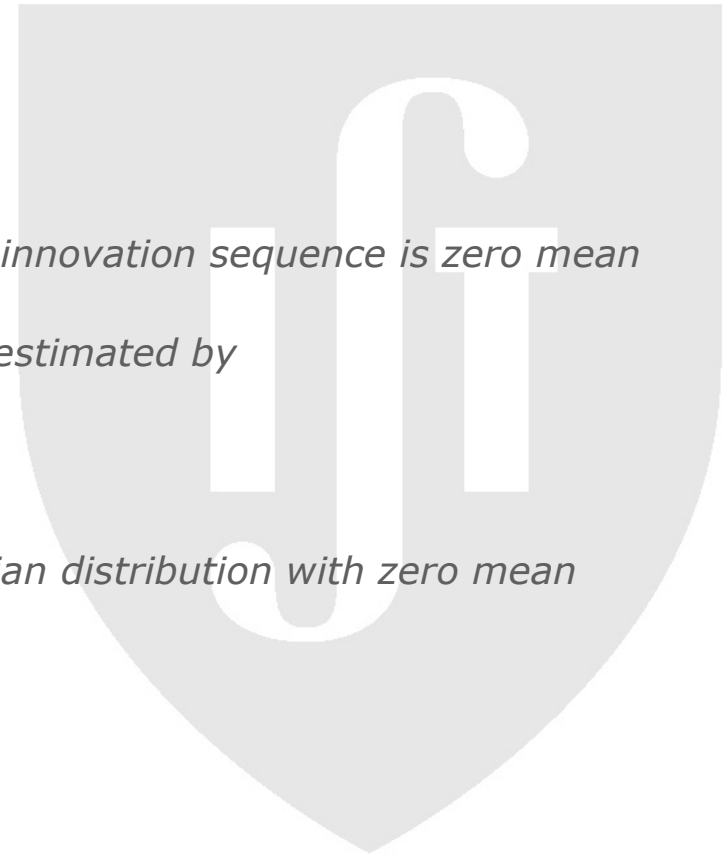 innovation sequence is zero mean
estimated by
ian distribution with zero mean